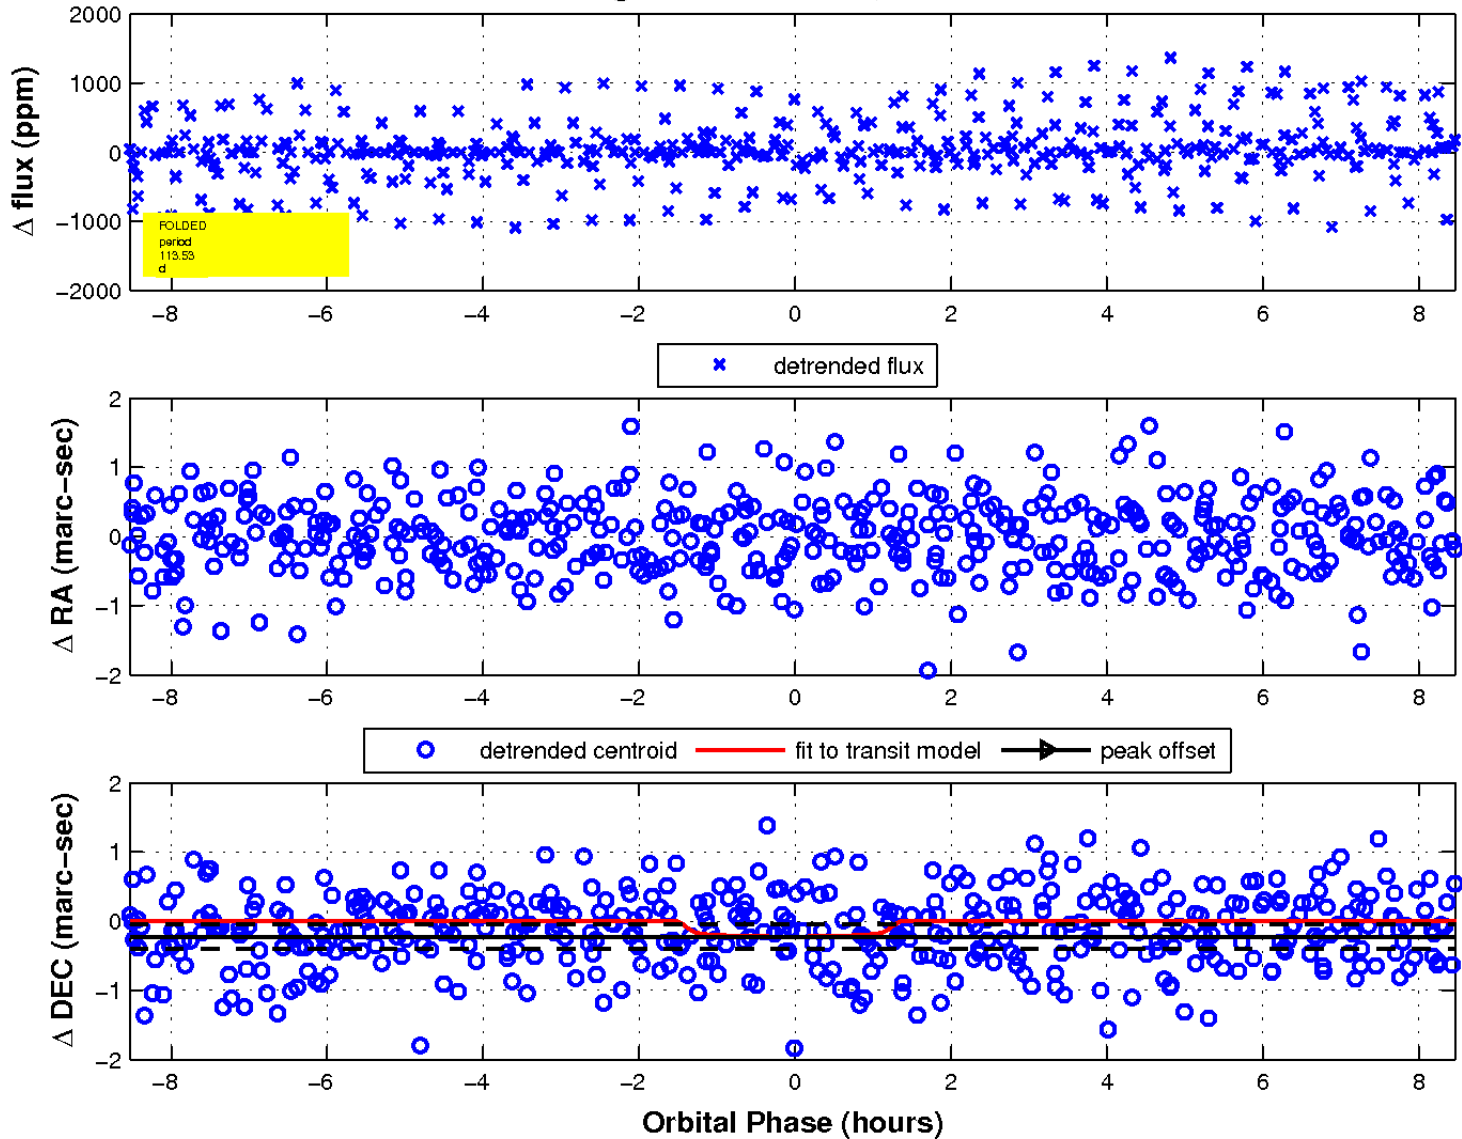 2000
1000
0
−1000
−2000
Δ flux (ppm)
FOLDED
period
113.53
d
−8 −6 −4 −2 0 2 4 6 8
detrended flux
2
1
0
−1
−2
Δ RA (marc−sec)
−8 −6 −4 −2 0 2 4 6 8
detrended centroid fit to transit model peak offset
2
1
0
−1
−2
Δ DEC (marc−sec)
−8 −6 −4 −2 0 2 4 6 8
Orbital Phase (hours)